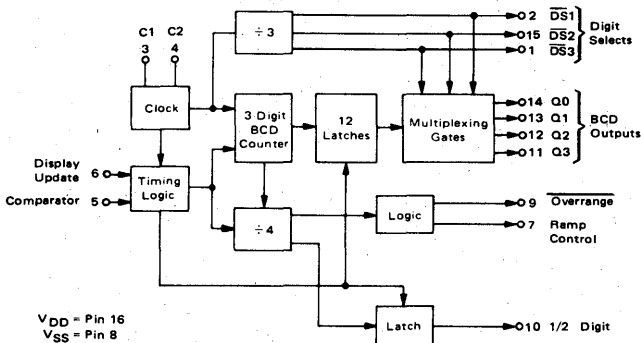 C1 C2
3 4
÷3
2 DS1
15 DS2
1 DS3
Digit
Selects
Clock
3-Digit
BCD
Counter
12
Latches
Multiplexing
Gates
14 Q0
13 Q1
12 Q2
11 Q3
BCD
Outputs
Display
Update
6
Comparator
5
Timing
Logic
÷4
Logic
9 Overrange
7 Ramp
Control
Latch
10 1/2 Digit
VDD = Pin 16
VSS = Pin 8